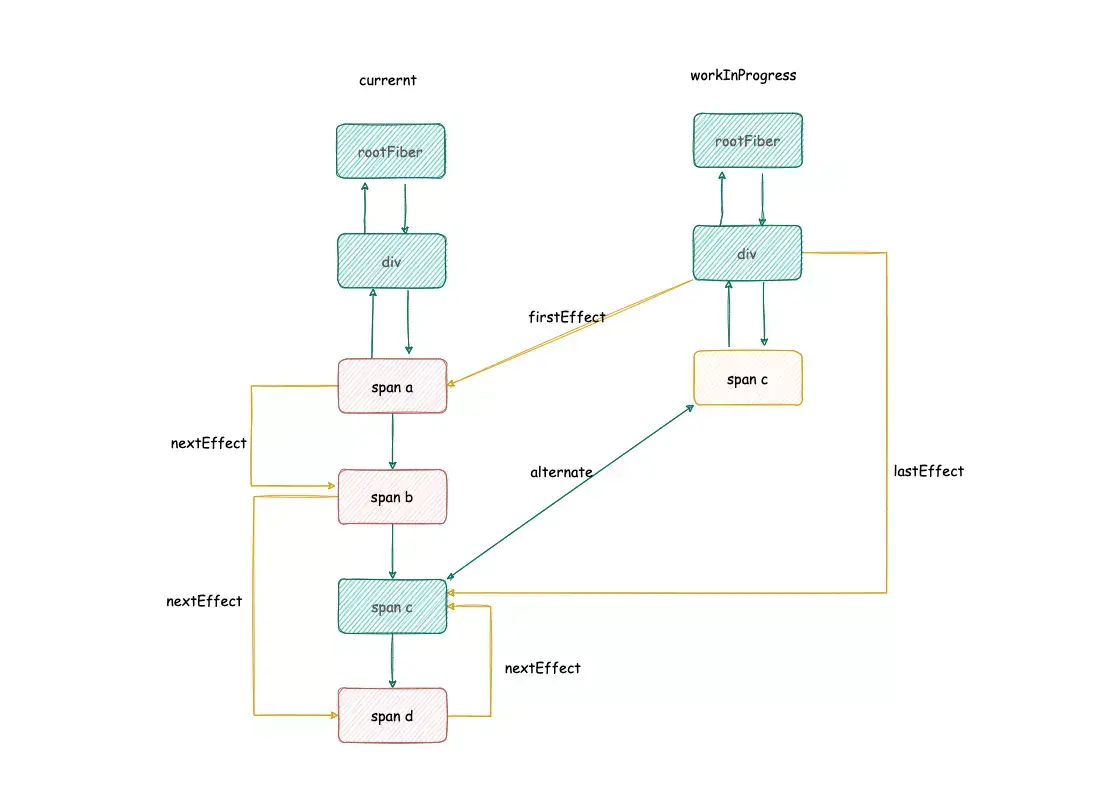 currernt
workInProgress
rootFiber
rootFiber
div
div
firstEffect
span a
span c
nextEffect
alternate
lastEffect
span b
nextEffect
span c
nextEffect
span d